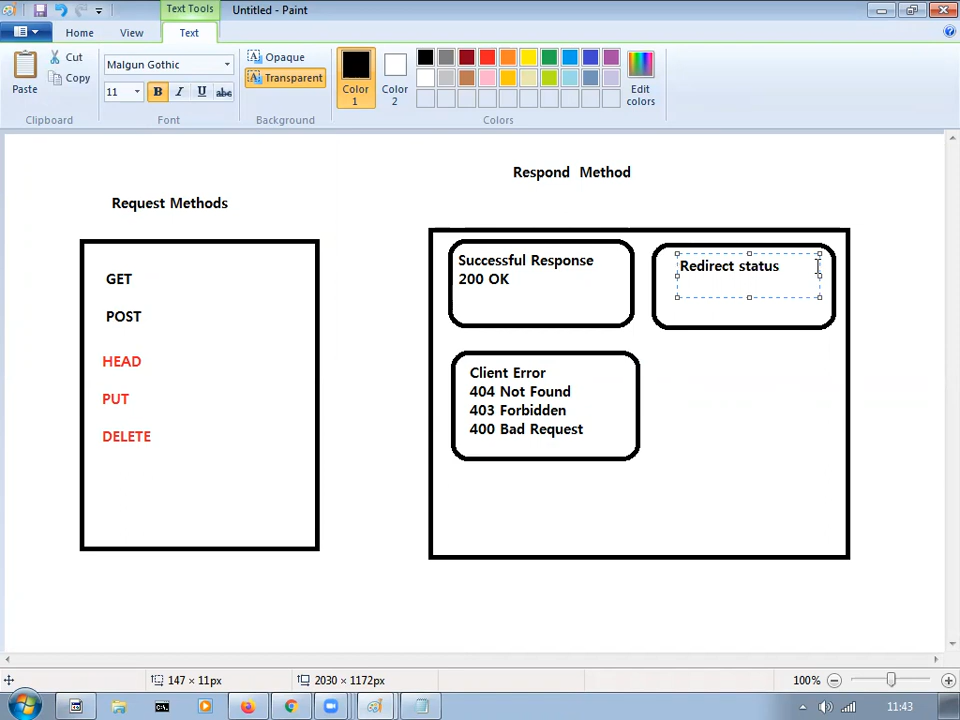 Text Tools
Untitled - Paint
Home
View
Text
Paste
Cut
Copy
Clipboard
Malgun Gothic
11
B
I
U
abc
Font
Opaque
Transparent
Background
Color 1
Color 2
Edit colors
Colors
Respond Method
Request Methods
GET
POST
HEAD
PUT
DELETE
Successful Response
200 OK
Redirect status
Client Error
404 Not Found
403 Forbidden
400 Bad Request
147 × 11px
2030 × 1172px
100%
11:43